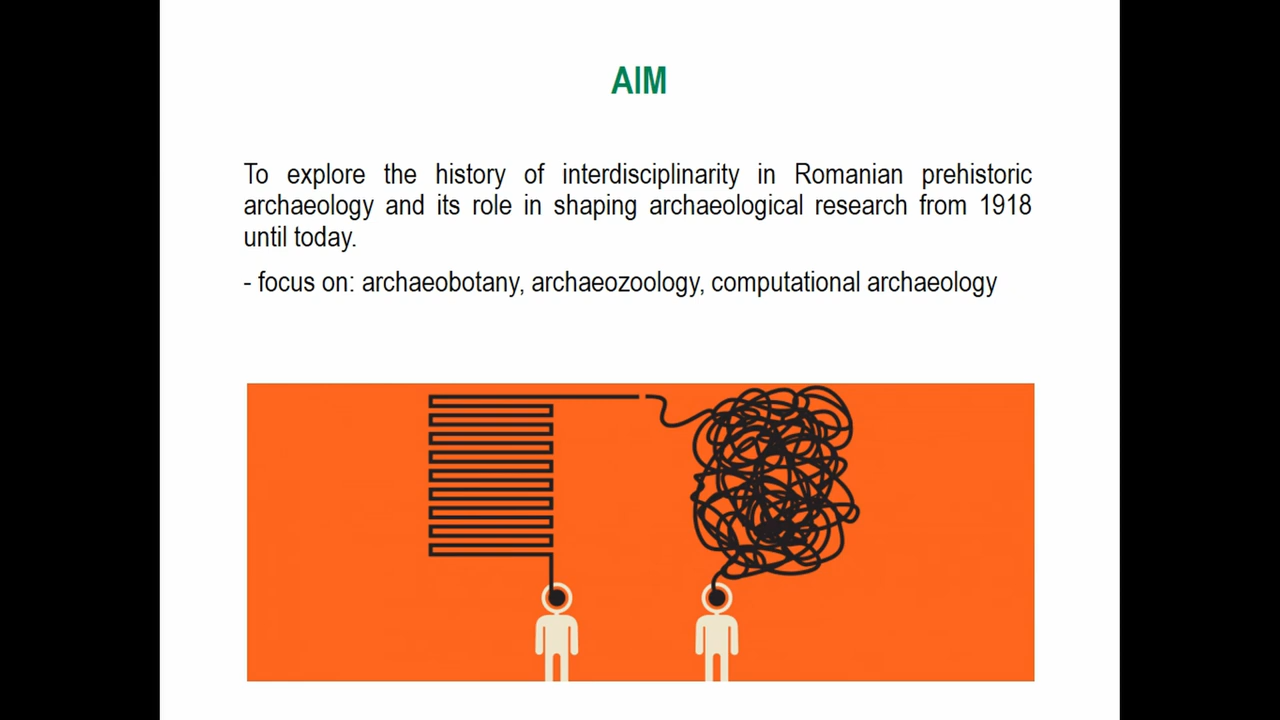 AIM
To explore the history of interdisciplinarity in Romanian prehistoric
archaeology and its role in shaping archaeological research from 1918
until today.
- focus on: archaeobotany, archaeozoology, computational archaeology